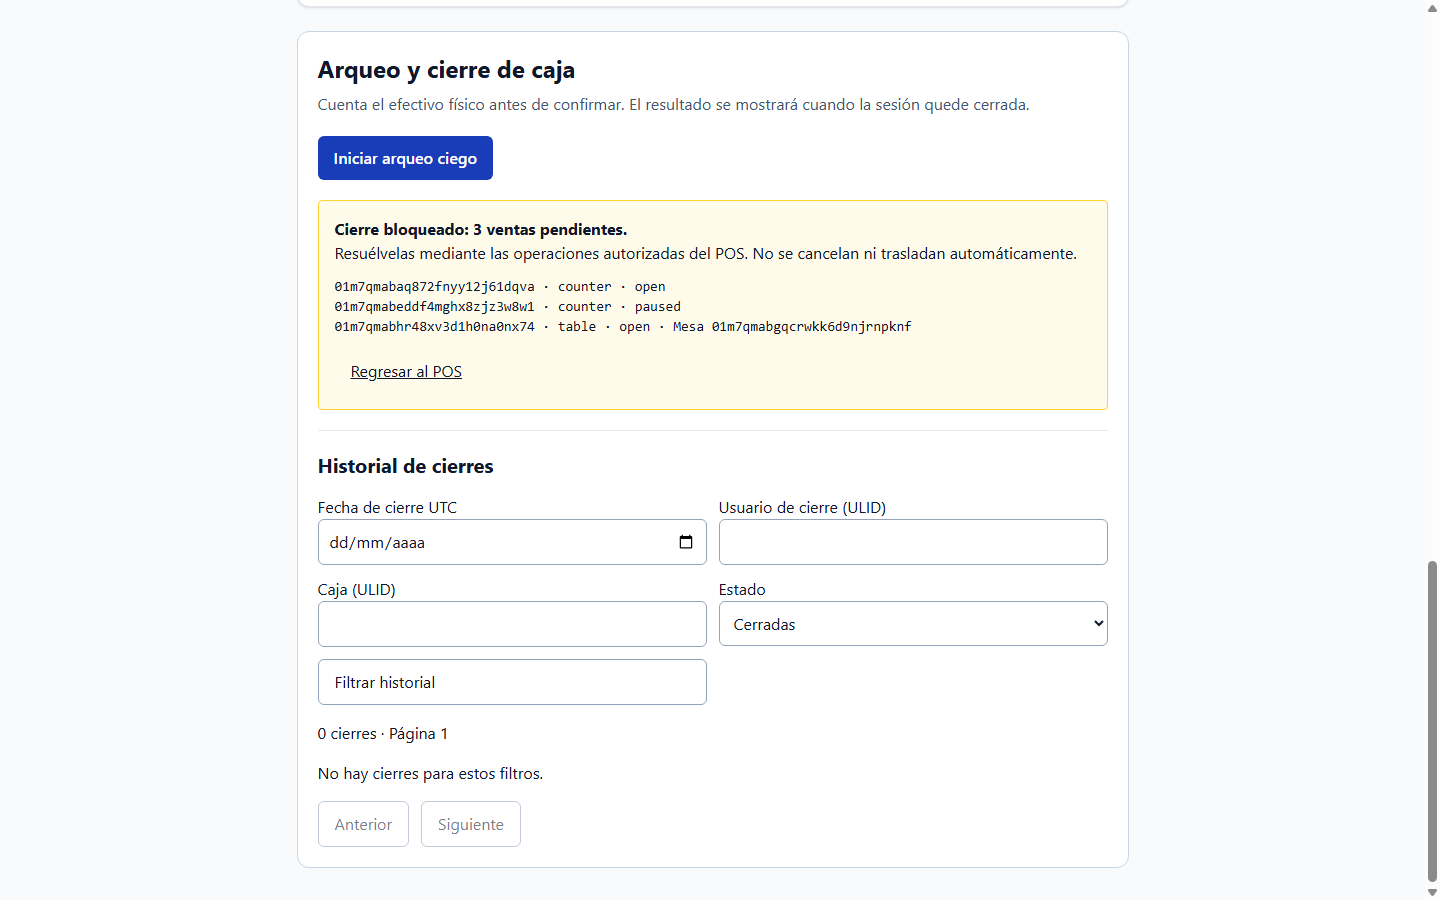 Arqueo y cierre de caja
Cuenta el efectivo físico antes de confirmar. El resultado se mostrará cuando la sesión quede cerrada.
Iniciar arqueo ciego
Cierre bloqueado: 3 ventas pendientes.
Resuélvelas mediante las operaciones autorizadas del POS. No se cancelan ni trasladan automáticamente.
01m7qmabaq872fnyy12j61dqva · counter · open
01m7qmabeddf4mghx8zjz3w8w1 · counter · paused
01m7qmabhr48xv3d1h0na0nx74 · table · open · Mesa 01m7qmabgqcrwkk6d9njrnpknf
Regresar al POS
Historial de cierres
Fecha de cierre UTC
Usuario de cierre (ULID)
dd/mm/aaaa
Caja (ULID)
Estado
Cerradas
Filtrar historial
0 cierres · Página 1
No hay cierres para estos filtros.
Anterior
Siguiente